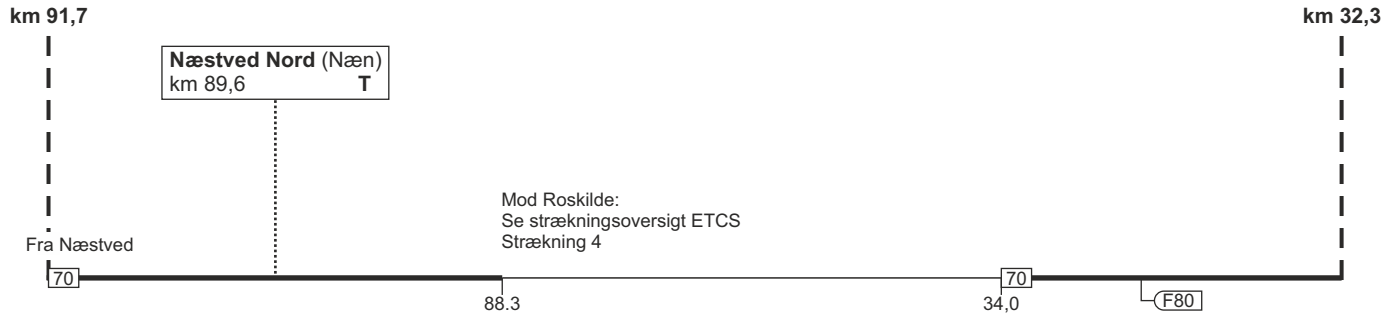 km 91,7
km 32,3
Næstved Nord (Næn)
km 89,6 T
Mod Roskilde:
Se strækningsoversigt ETCS
Strækning 4
Fra Næstved
70
70
88.3
34,0
F80